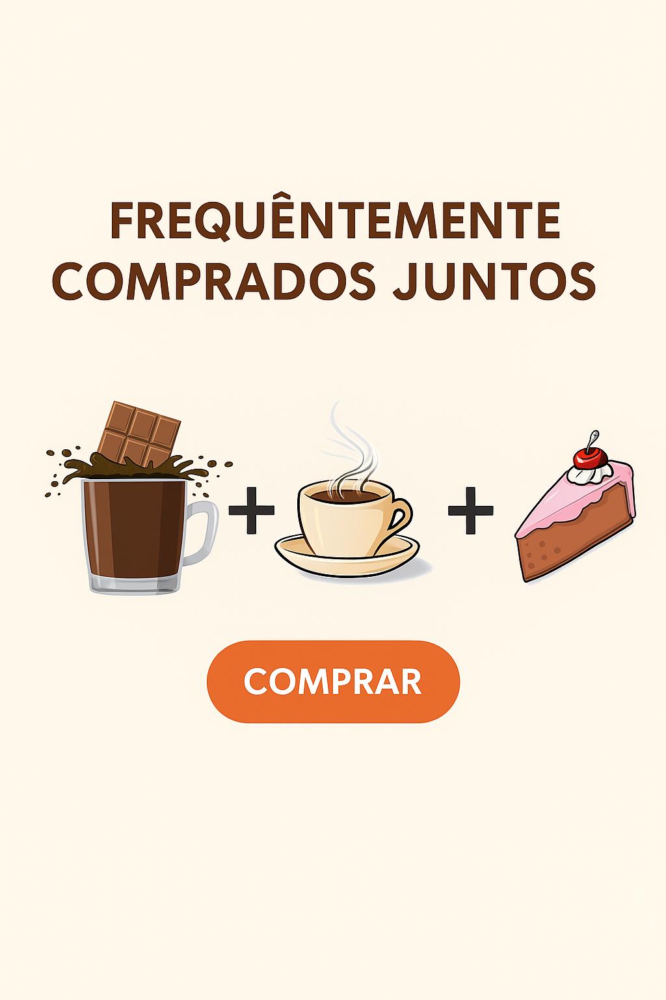 FREQUÊNTEMENTE
COMPRADOS JUNTOS
+ +
COMPRAR